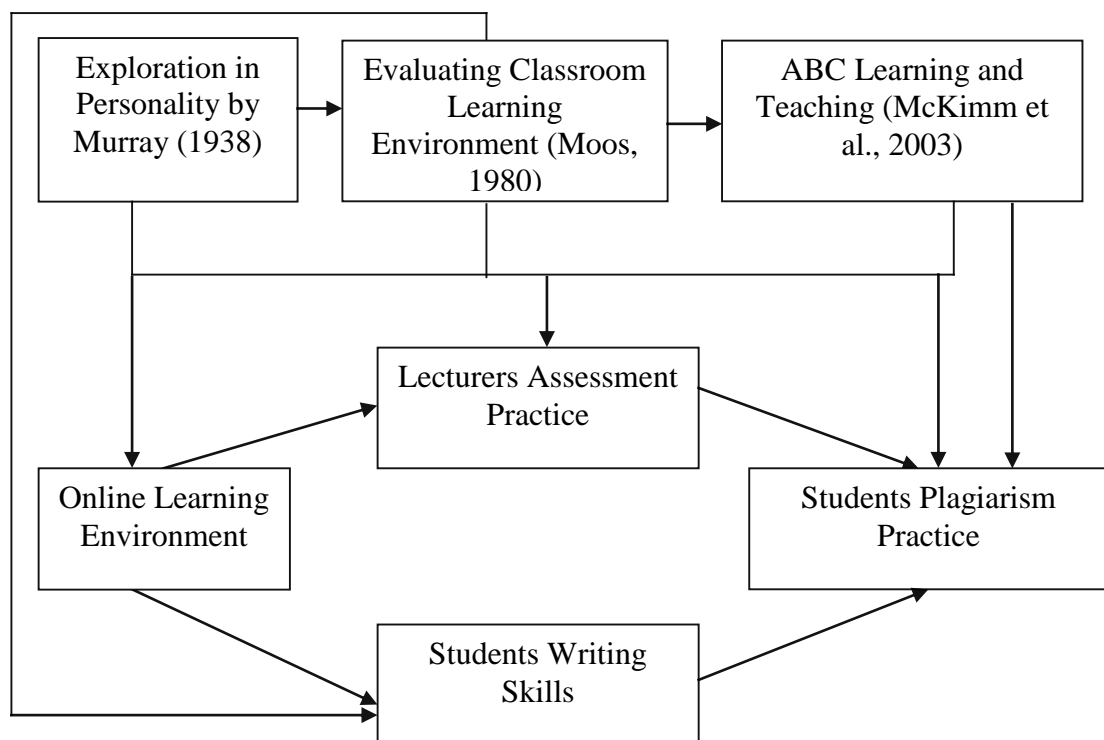 Exploration in
Personality by
Murray (1938)
Evaluating Classroom
Learning
Environment (Moos,
1980)
ABC Learning and
Teaching (McKimm et
al., 2003)
Lecturers Assessment
Practice
Online Learning
Environment
Students Plagiarism
Practice
Students Writing
Skills